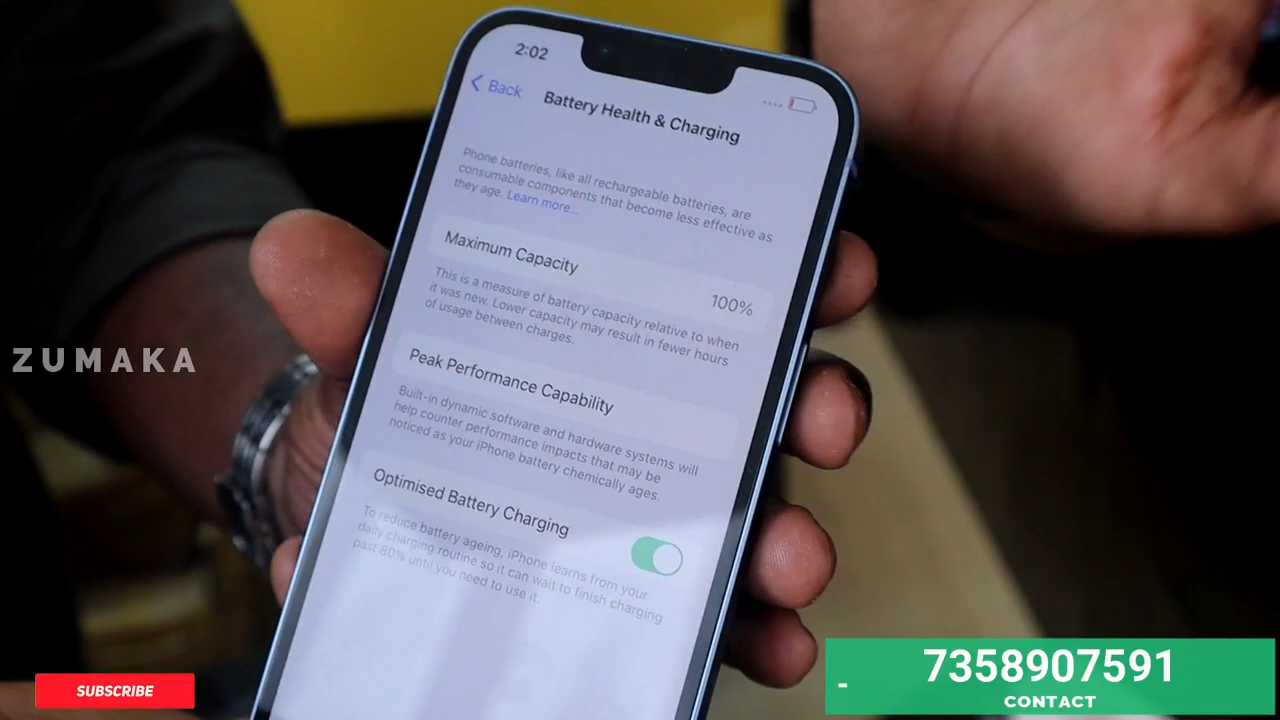 2:02
Back
Battery Health & Charging
Phone batteries, like all rechargeable batteries, are
consumable components that become less effective as
they age. Learn more...
Maximum Capacity
100%
This is a measure of battery capacity relative to when
it was new. Lower capacity may result in fewer hours
of usage between charges.
Peak Performance Capability
Built-in dynamic software and hardware systems will
help counter performance impacts that may be
noticed as your iPhone battery chemically ages.
Optimised Battery Charging
To reduce battery ageing, iPhone learns from your
daily charging routine so it can wait to finish charging
past 80% until you need to use it.
ZUMAKA
SUBSCRIBE
- 7358907591
CONTACT